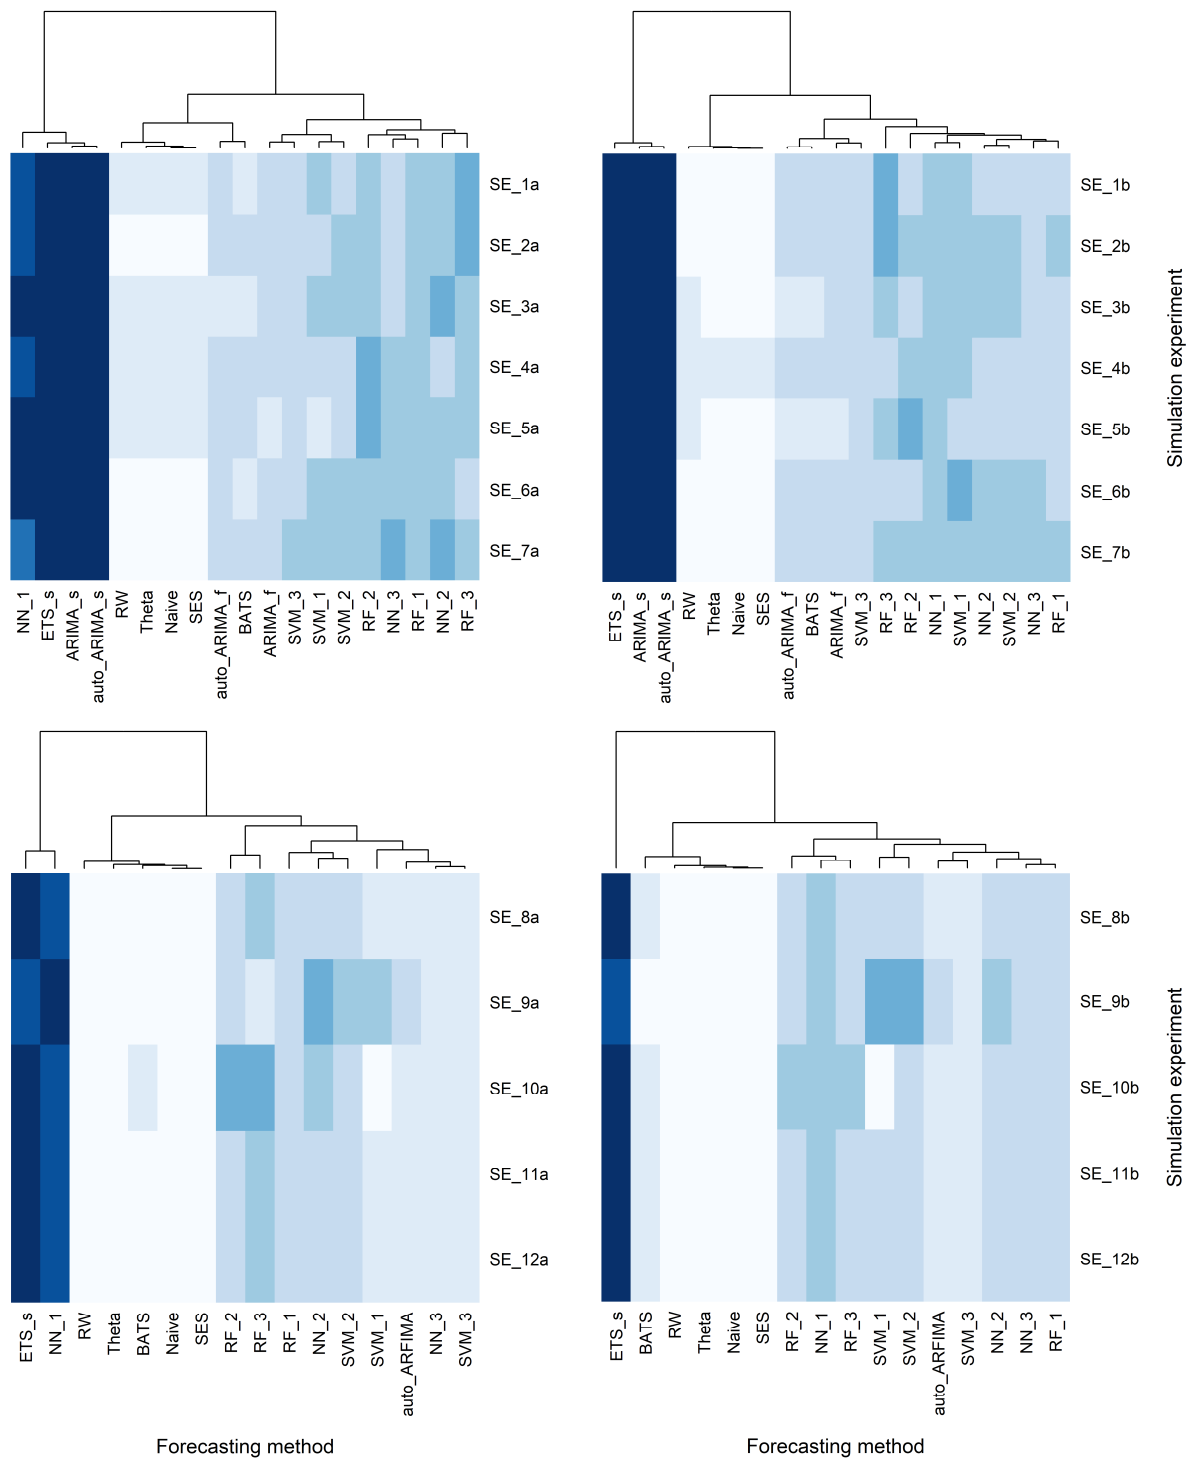 SE_1a
SE_2a
SE_3a
SE_4a
SE_5a
SE_6a
SE_7a
NN_1
ETS_s
ARIMA_s
auto_ARIMA_s
RW
Theta
Naive
SES
auto_ARIMA_f
BATS
ARIMA_f
SVM_3
SVM_1
SVM_2
RF_2
NN_3
RF_1
NN_2
RF_3
SE_1b
SE_2b
SE_3b
SE_4b
SE_5b
SE_6b
SE_7b
Simulation experiment
ETS_s
ARIMA_s
auto_ARIMA_s
RW
Theta
Naive
SES
auto_ARIMA_f
BATS
ARIMA_f
SVM_3
RF_3
RF_2
NN_1
SVM_1
NN_2
SVM_2
NN_3
RF_1
SE_8a
SE_9a
SE_10a
SE_11a
SE_12a
ETS_s
NN_1
RW
Theta
BATS
Naive
SES
RF_2
RF_3
RF_1
NN_2
SVM_2
SVM_1
auto_ARFIMA
NN_3
SVM_3
Forecasting method
SE_8b
SE_9b
SE_10b
SE_11b
SE_12b
Simulation experiment
ETS_s
BATS
RW
Theta
Naive
SES
RF_2
NN_1
RF_3
SVM_1
SVM_2
auto_ARFIMA
SVM_3
NN_2
NN_3
RF_1
Forecasting method